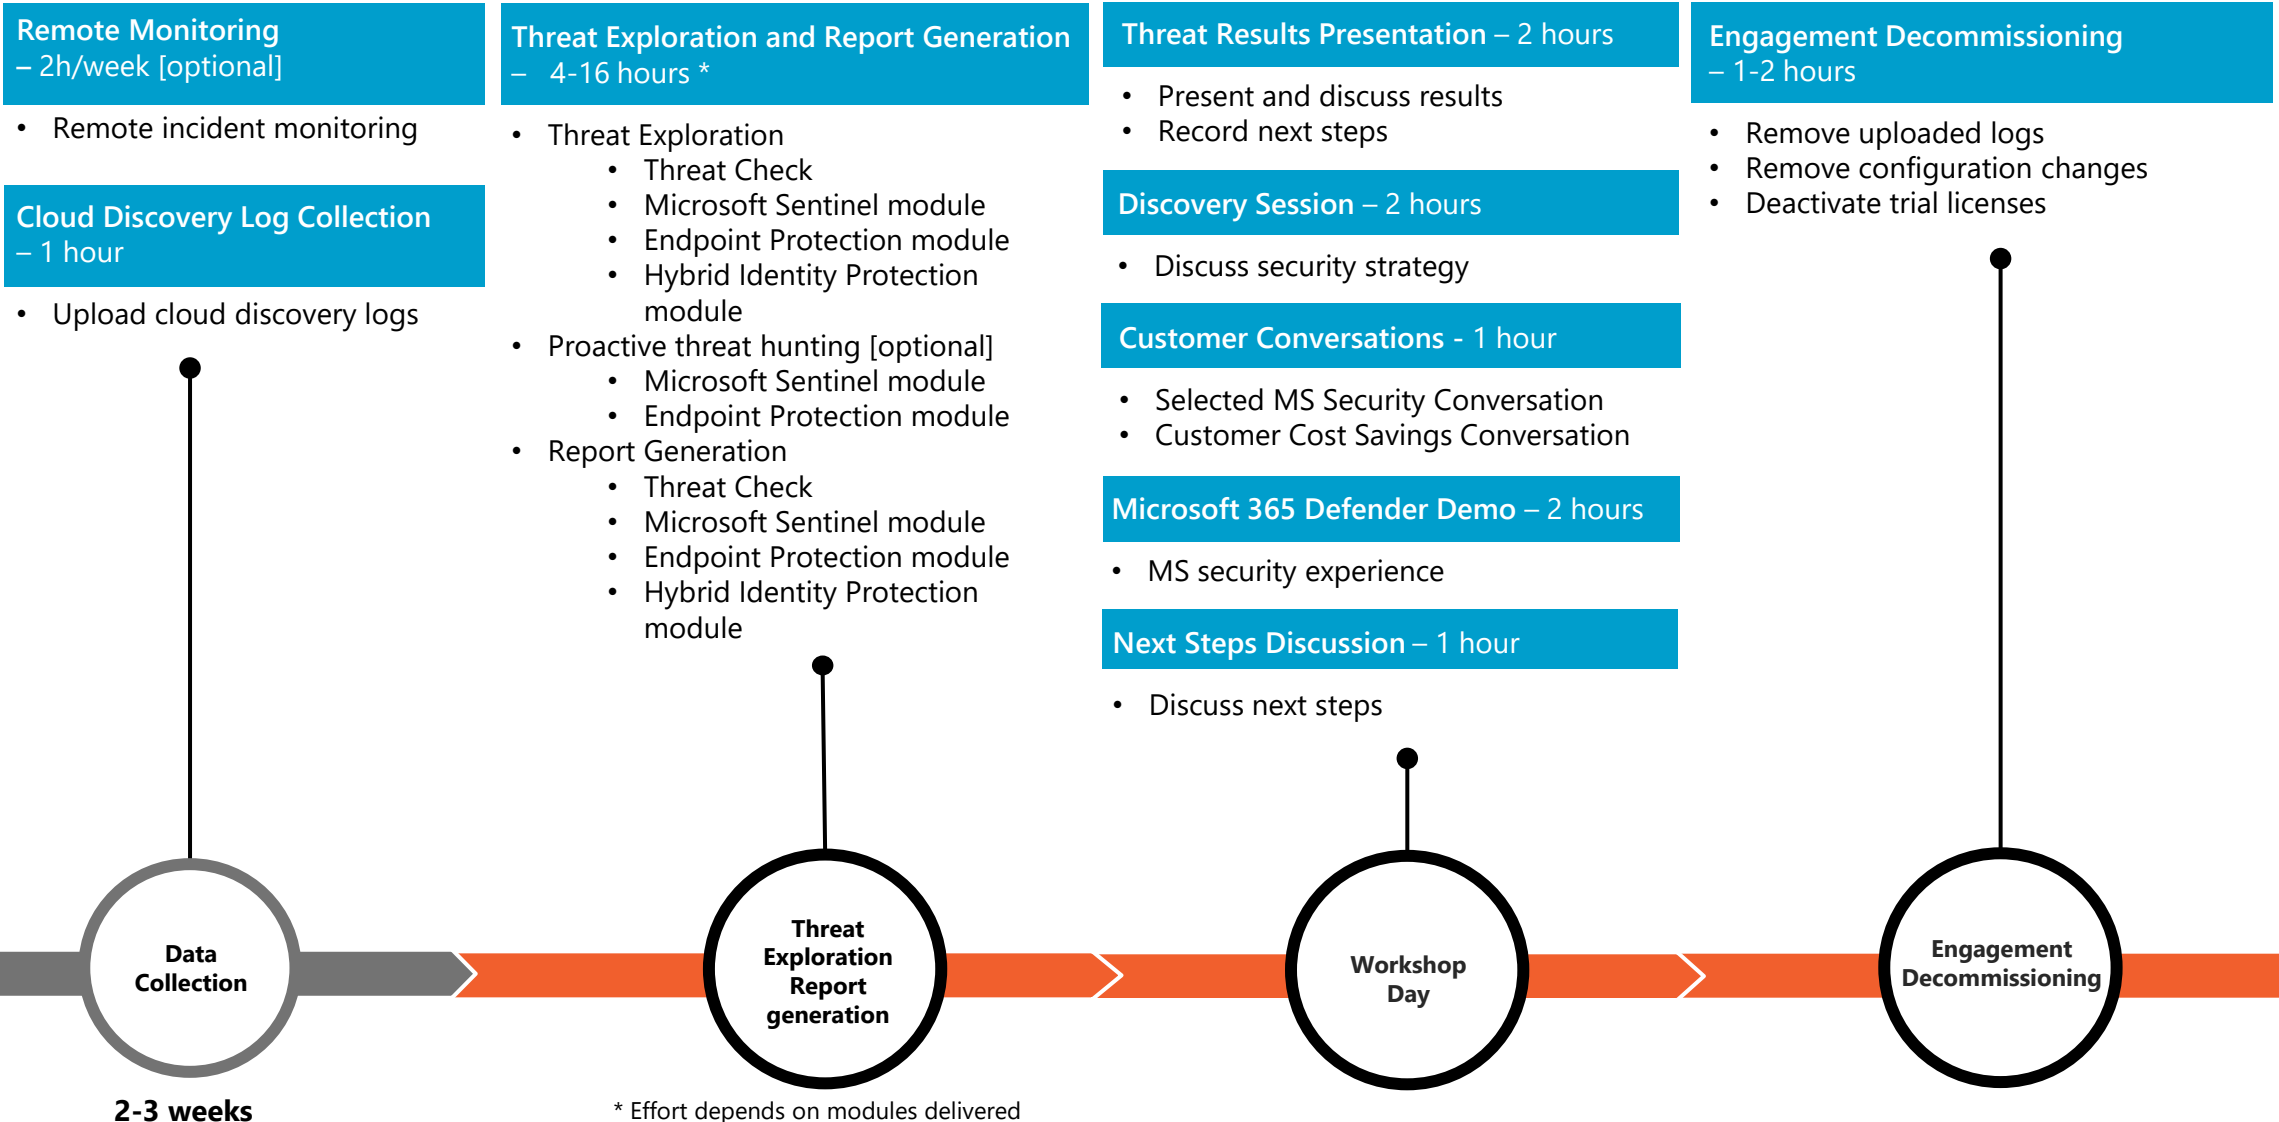 Remote Monitoring
– 2h/week [optional]
• Remote incident monitoring
Cloud Discovery Log Collection
– 1 hour
• Upload cloud discovery logs
Threat Exploration and Report Generation
– 4-16 hours *
• Threat Exploration
• Threat Check
• Microsoft Sentinel module
• Endpoint Protection module
• Hybrid Identity Protection
module
• Proactive threat hunting [optional]
• Microsoft Sentinel module
• Endpoint Protection module
• Report Generation
• Threat Check
• Microsoft Sentinel module
• Endpoint Protection module
• Hybrid Identity Protection
module
Threat Results Presentation – 2 hours
• Present and discuss results
• Record next steps
Discovery Session – 2 hours
• Discuss security strategy
Customer Conversations - 1 hour
• Selected MS Security Conversation
• Customer Cost Savings Conversation
Microsoft 365 Defender Demo – 2 hours
• MS security experience
Next Steps Discussion – 1 hour
• Discuss next steps
Engagement Decommissioning
– 1-2 hours
• Remove uploaded logs
• Remove configuration changes
• Deactivate trial licenses
Data
Collection
2-3 weeks
Threat
Exploration
Report
generation
* Effort depends on modules delivered
Workshop
Day
Engagement
Decommissioning